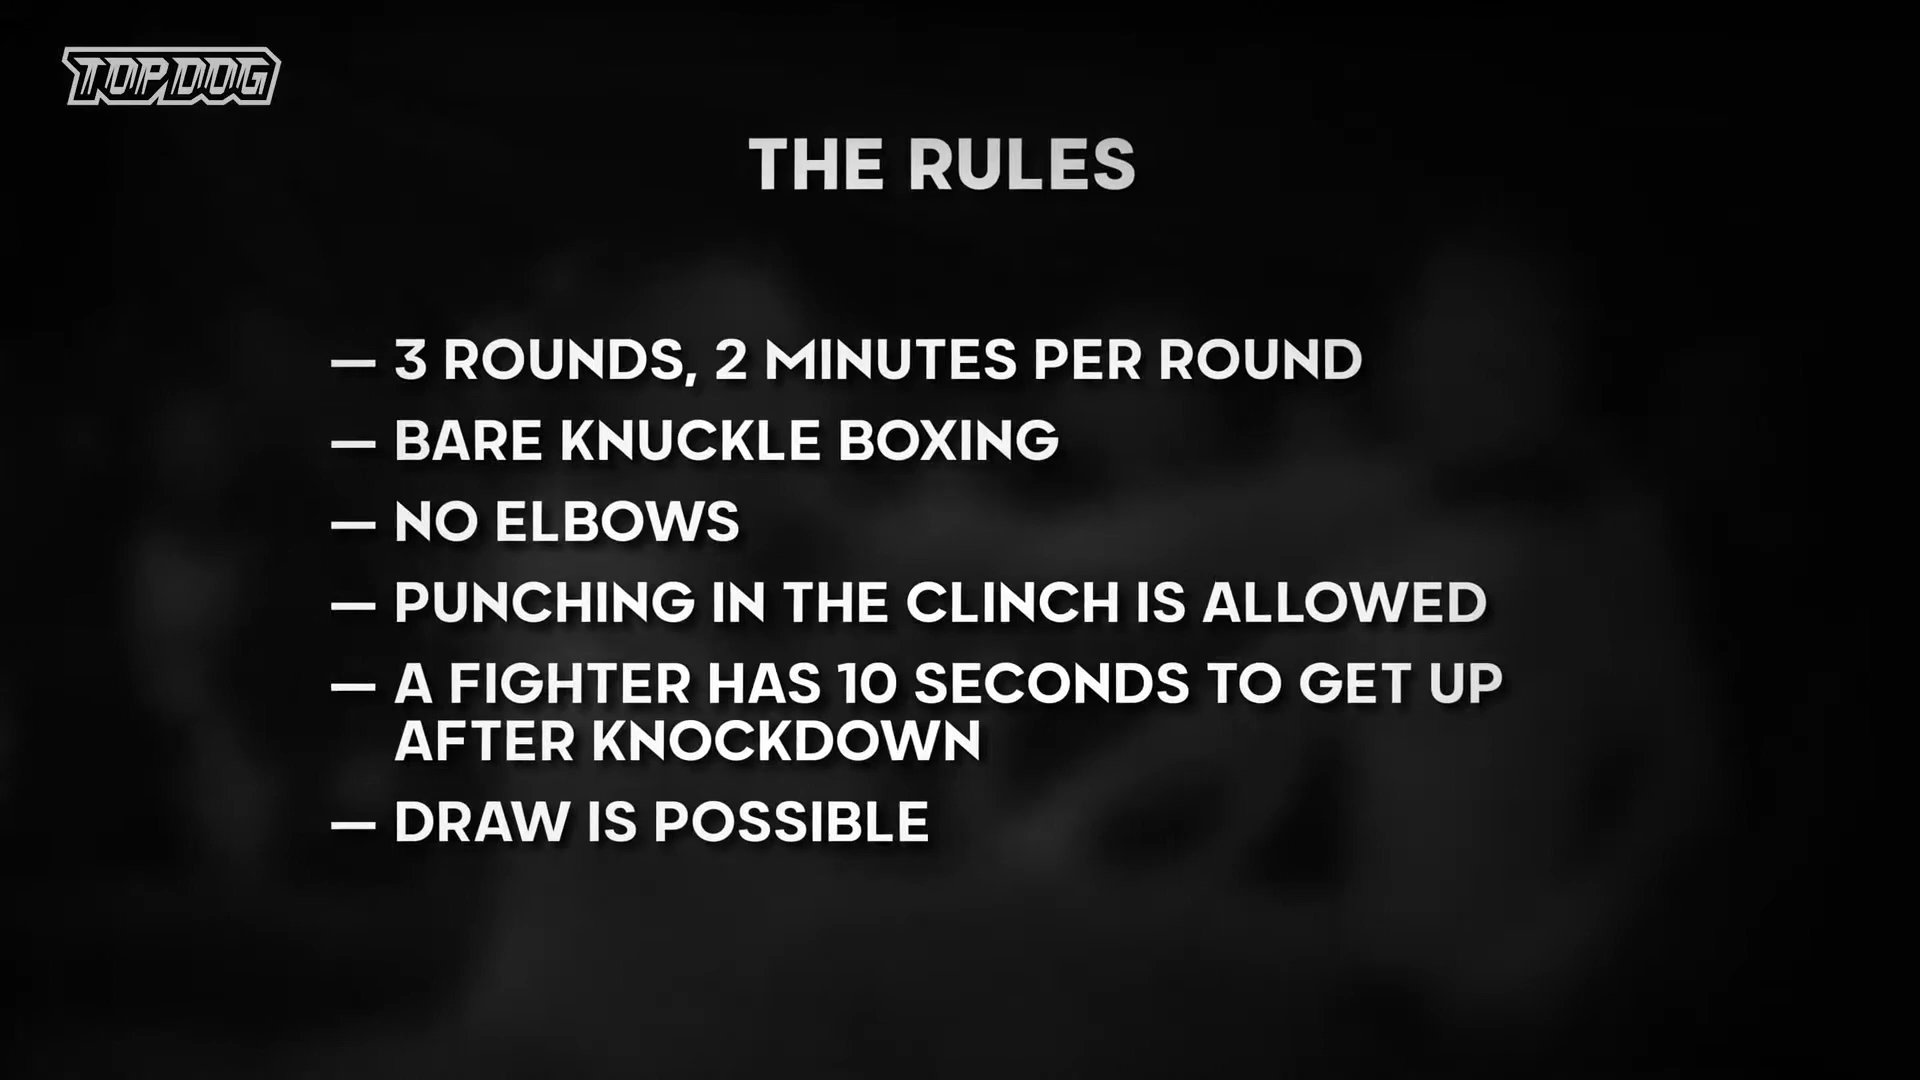 TOP DOG
THE RULES
— 3 ROUNDS, 2 MINUTES PER ROUND
— BARE KNUCKLE BOXING
— NO ELBOWS
— PUNCHING IN THE CLINCH IS ALLOWED
— A FIGHTER HAS 10 SECONDS TO GET UP
AFTER KNOCKDOWN
— DRAW IS POSSIBLE